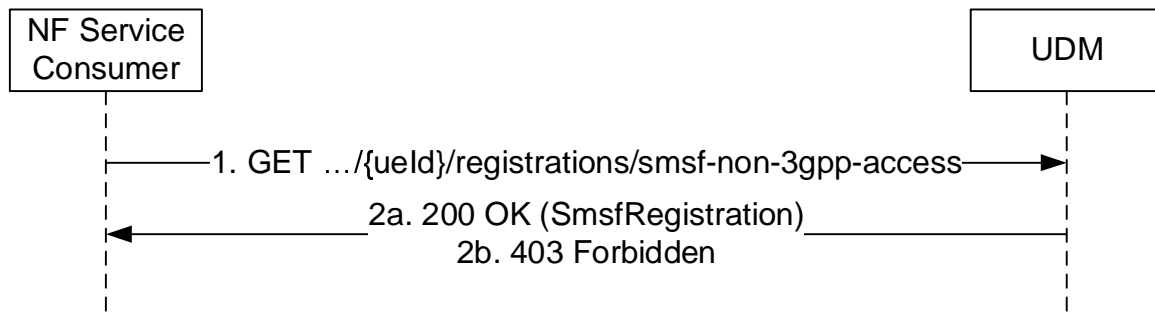 NF Service
Consumer
UDM
1. GET …/{ueId}/registrations/smsf-non-3gpp-access
2a. 200 OK (SmsfRegistration)
2b. 403 Forbidden